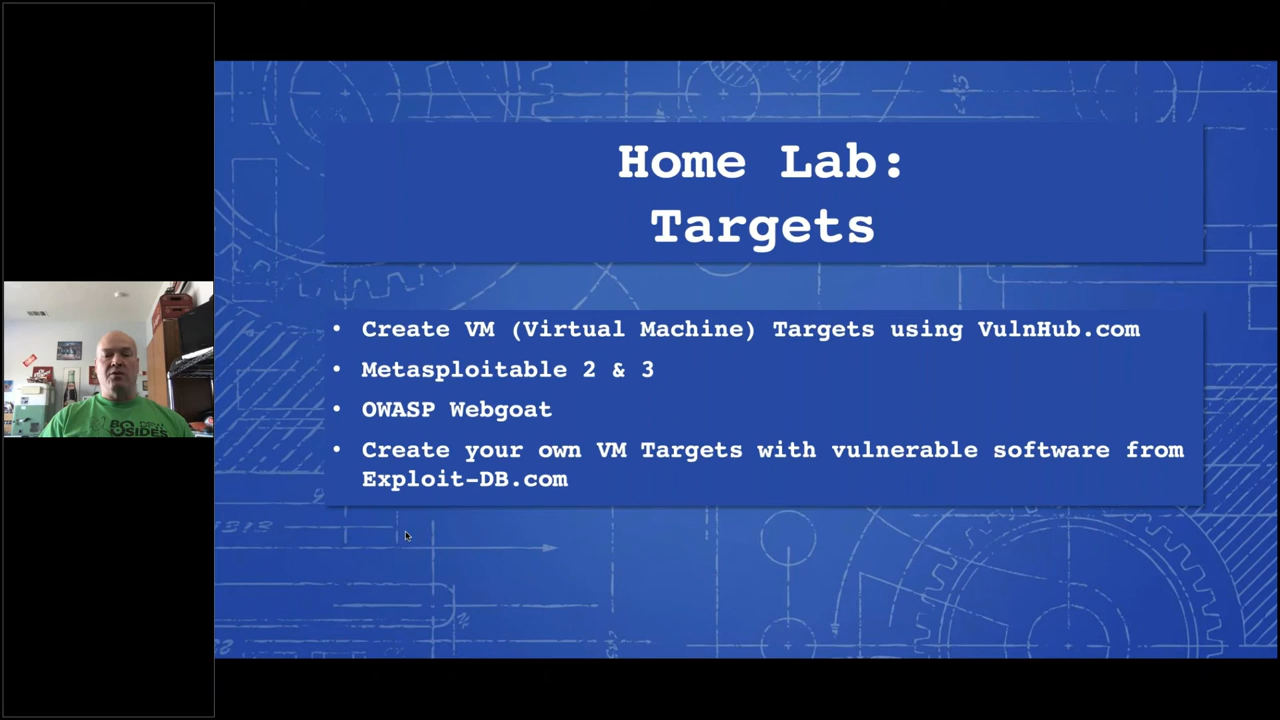 Home Lab:
Targets
• Create VM (Virtual Machine) Targets using VulnHub.com
• Metasploitable 2 & 3
• OWASP Webgoat
• Create your own VM Targets with vulnerable software from
Exploit-DB.com
SIDES